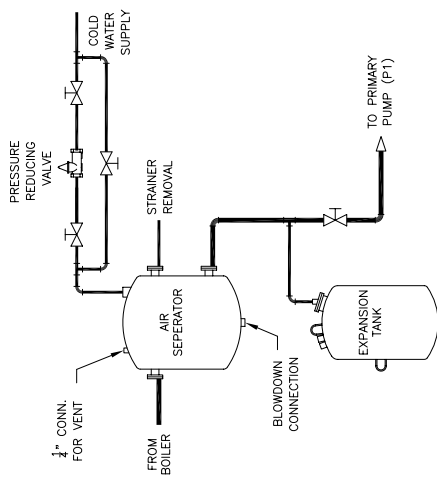 COLD
WATER
SUPPLY
PRESSURE
REDUCING
VALVE
STRAINER
REMOVAL
TO PRIMARY
PUMP (P1)
AIR
SEPERATOR
EXPANSION
TANK
1/4" CONN.
FOR VENT
FROM
BOILER
BLOWDOWN
CONNECTION